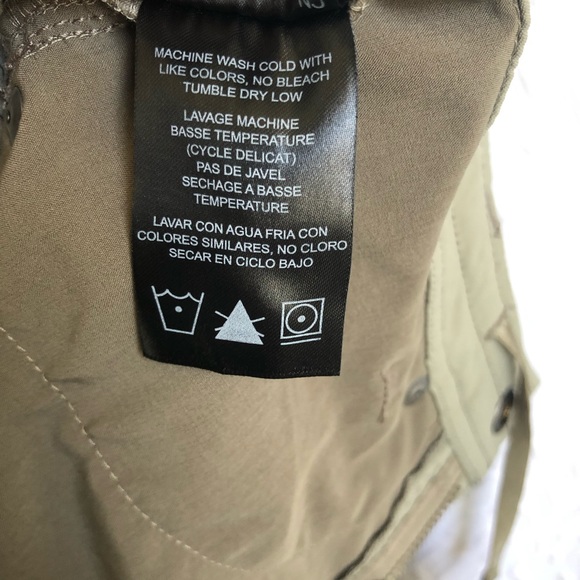 MACHINE WASH COLD WITH
LIKE COLORS, NO BLEACH
TUMBLE DRY LOW
LAVAGE MACHINE
BASSE TEMPERATURE
(CYCLE DELICAT)
PAS DE JAVEL
SECHAGE A BASSE
TEMPERATURE
LAVAR CON AGUA FRIA CON
COLORES SIMILARES, NO CLORO
SECAR EN CICLO BAJO